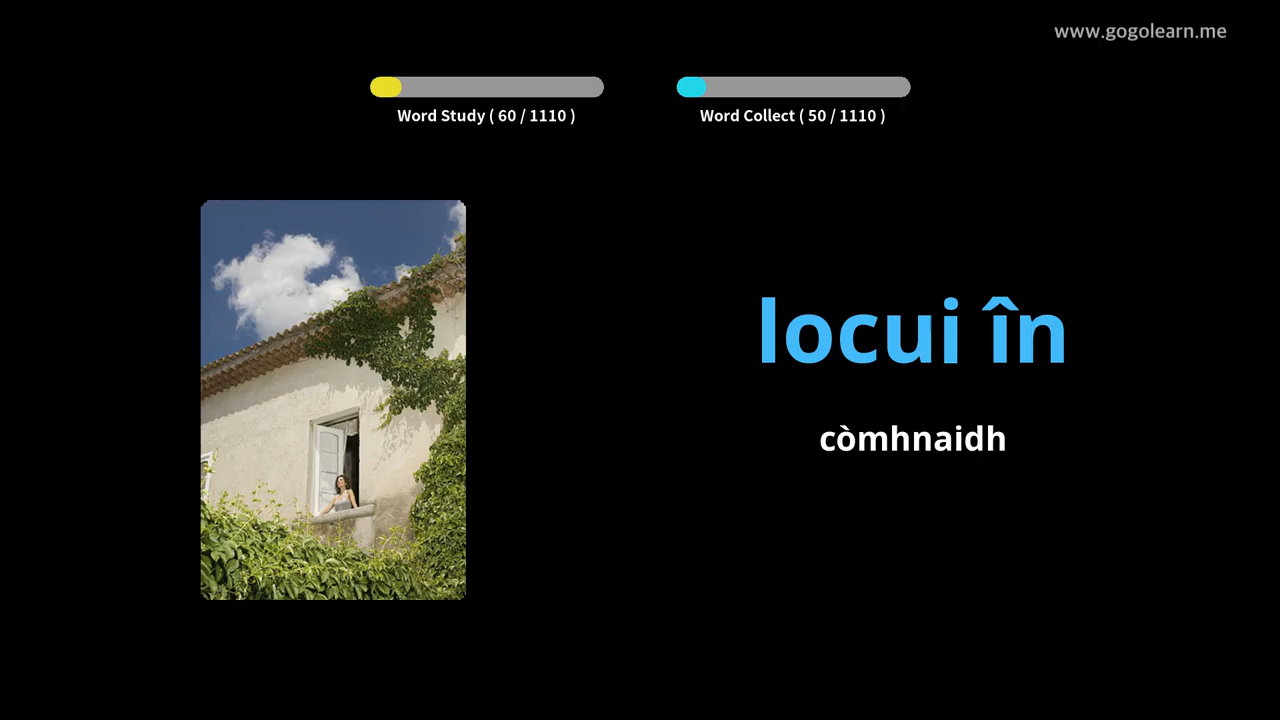 www.gogolearn.me
Word Study ( 60 / 1110 )
Word Collect ( 50 / 1110 )
locui în
còmhnaidh